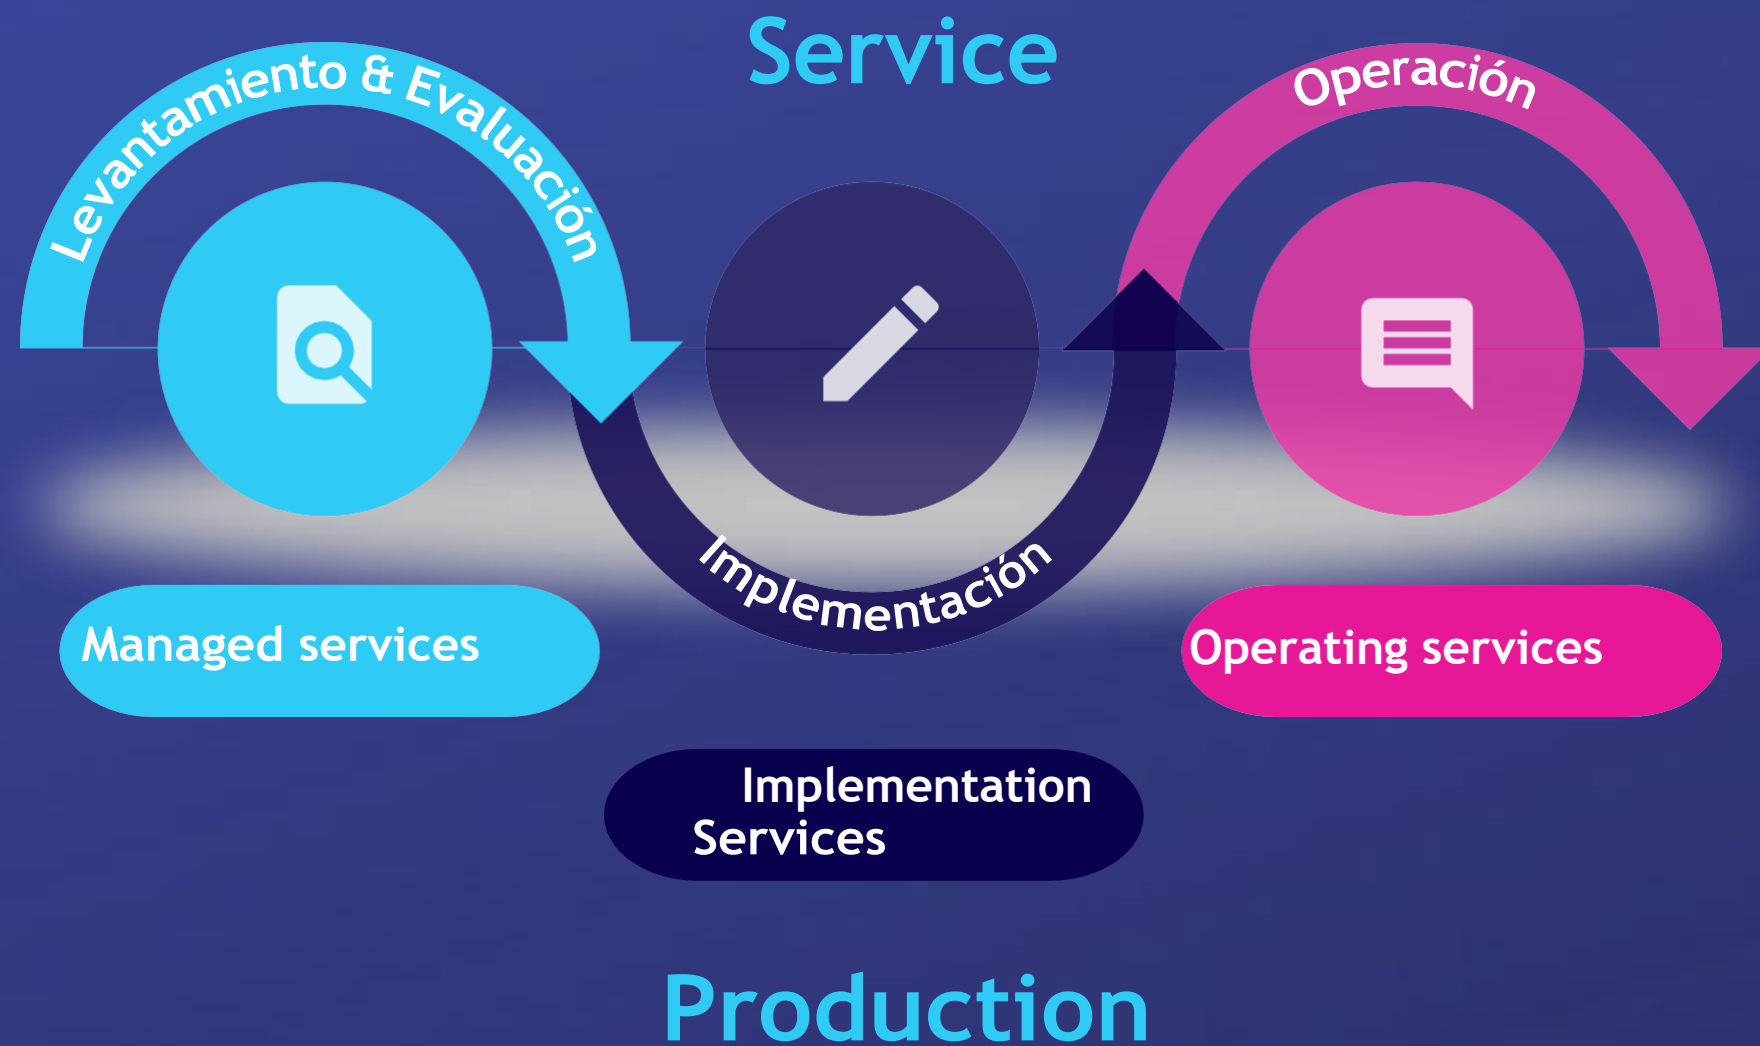 Service
Levantamiento & Evaluación
Operación
Implementación
Managed services
Operating services
Implementation
Services
Production